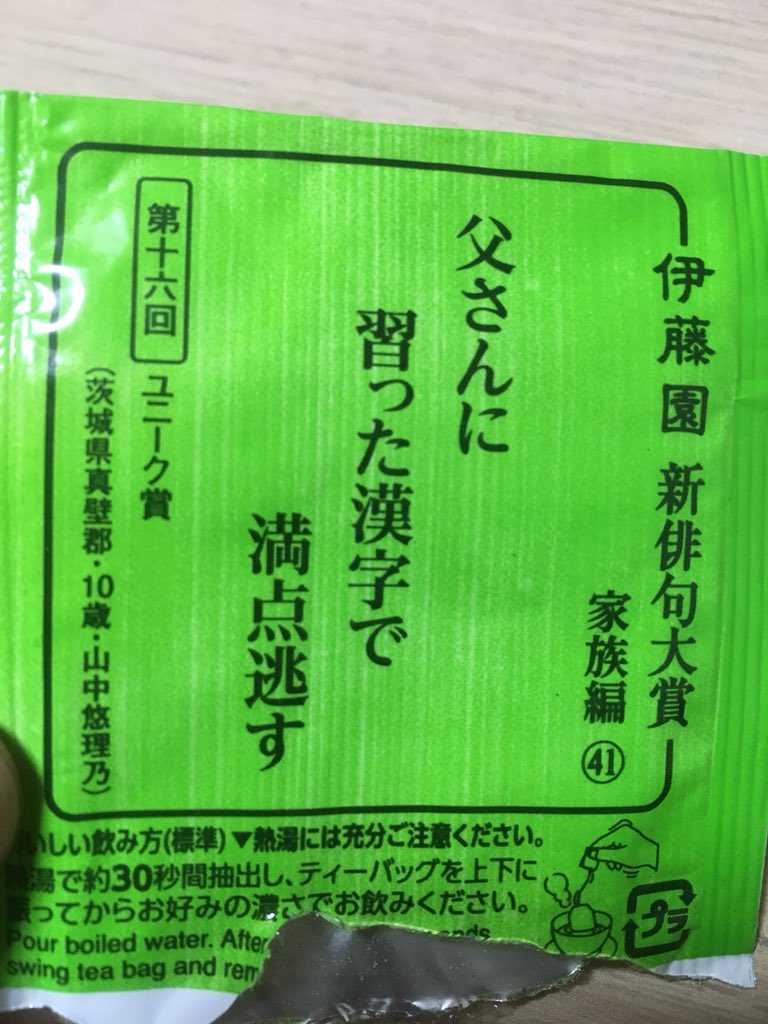 伊藤園 新俳句大賞
家族編 ㊶
父さんに
習った漢字で
満点逃す
第十六回 ユニーク賞
(茨城県真壁郡・10歳・山中悠理乃)
いしい飲み方(標準)▼熱湯には充分ご注意ください。
熱湯で約30秒間抽出し、ティーバッグを上下に
振ってからお好みの濃さでお飲みください。
Pour boiled water. After
swing tea bag and
プラ